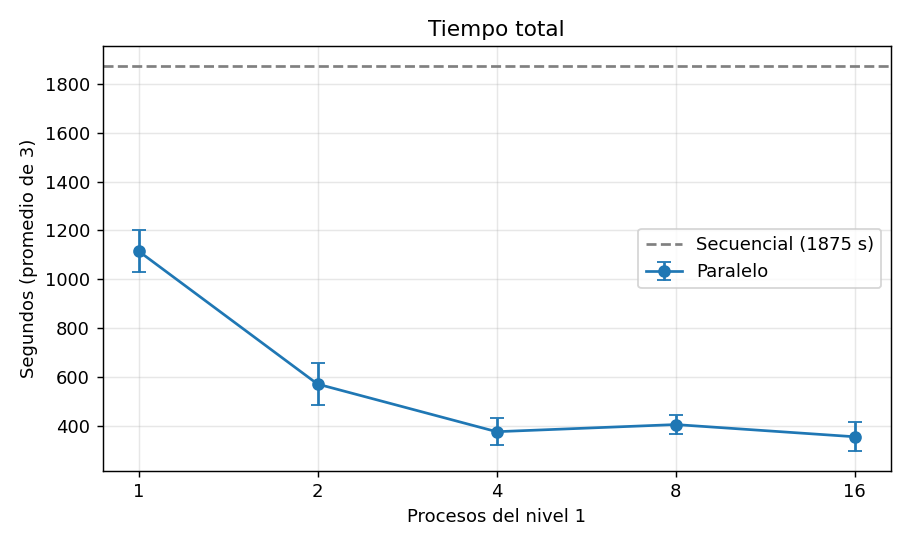 Tiempo total
Segundos (promedio de 3)
1800
1600
1400
1200
1000
800
600
400
Secuencial (1875 s)
Paralelo
1 2 4 8 16
Procesos del nivel 1